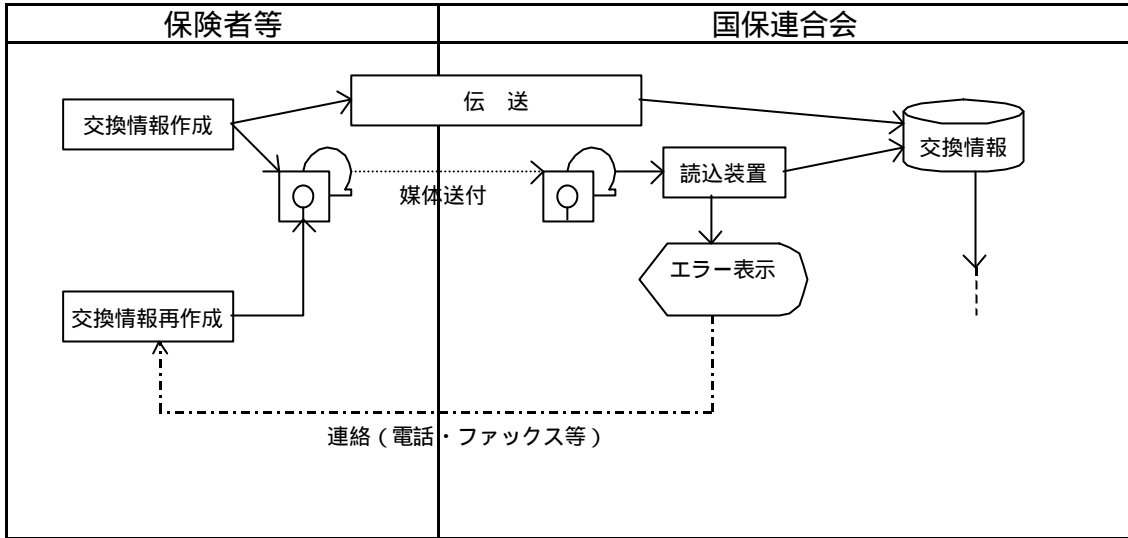 保険者等
国保連合会
伝　送
交換情報作成
交換情報
読込装置
媒体送付
エラー表示
交換情報再作成
連絡（電話・ファックス等）